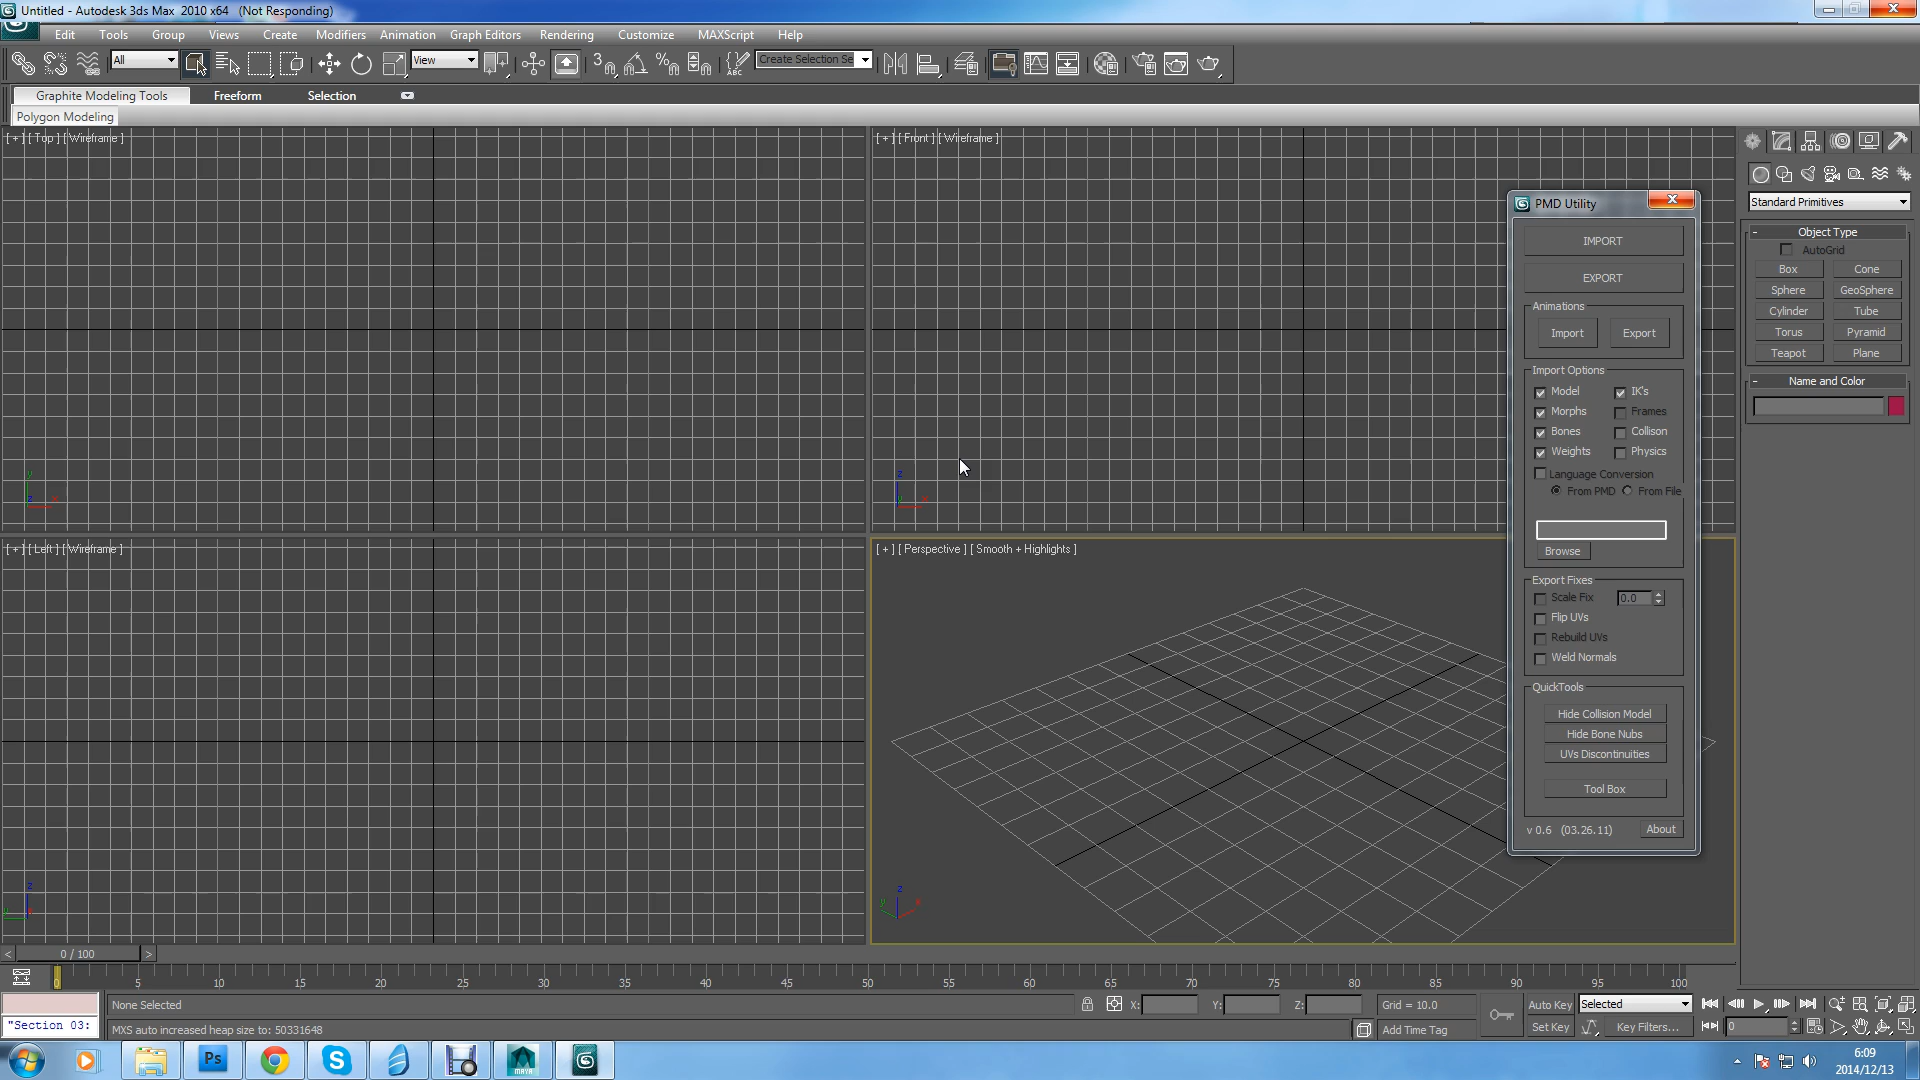 Untitled - Autodesk 3ds Max 2010 x64 (Not Responding)
Edit Tools Group Views Create Modifiers Animation Graph Editors Rendering Customize MAXScript Help
All View Create Selection Se
Graphite Modeling Tools Freeform Selection
Polygon Modeling
[ + ] [ Top ] [ Wireframe ]
[ + ] [ Front ] [ Wireframe ]
[ + ] [ Left ] [ Wireframe ]
[ + ] [ Perspective ] [ Smooth + Highlights ]
PMD Utility
IMPORT
EXPORT
Animations
Import Export
Import Options
Model IK's
Morphs Frames
Bones Collison
Weights Physics
Language Conversion
From PMD From File
Browse
Export Fixes
Scale Fix 0.0
Flip UVs
Rebuild UVs
Weld Normals
QuickTools
Hide Collision Model
Hide Bone Nubs
UVs Discontinuities
Tool Box
v 0.6 (03.26.11) About
Standard Primitives
- Object Type
AutoGrid
Box Cone
Sphere GeoSphere
Cylinder Tube
Torus Pyramid
Teapot Plane
- Name and Color
< 0 / 100 >
0 5 10 15 20 25 30 35 40 45 50 55 60 65 70 75 80 85 90 95 100
None Selected X: Y: Z: Grid = 10.0 Auto Key Selected
"Section 03: MXS auto increased heap size to: 50331648 Add Time Tag Set Key Key Filters... 0
Ps MAYA
6:09
2014/12/13